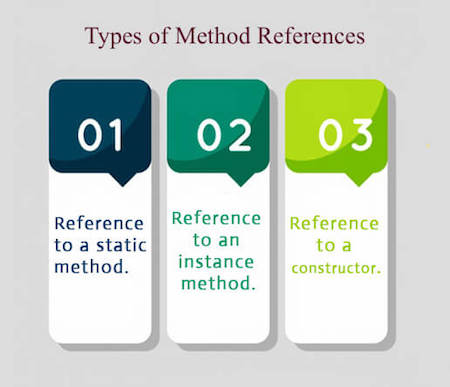 Types of Method References
01
Reference
to a static
method.
02
Reference
to an
instance
method.
03
Reference
to a
constructor.